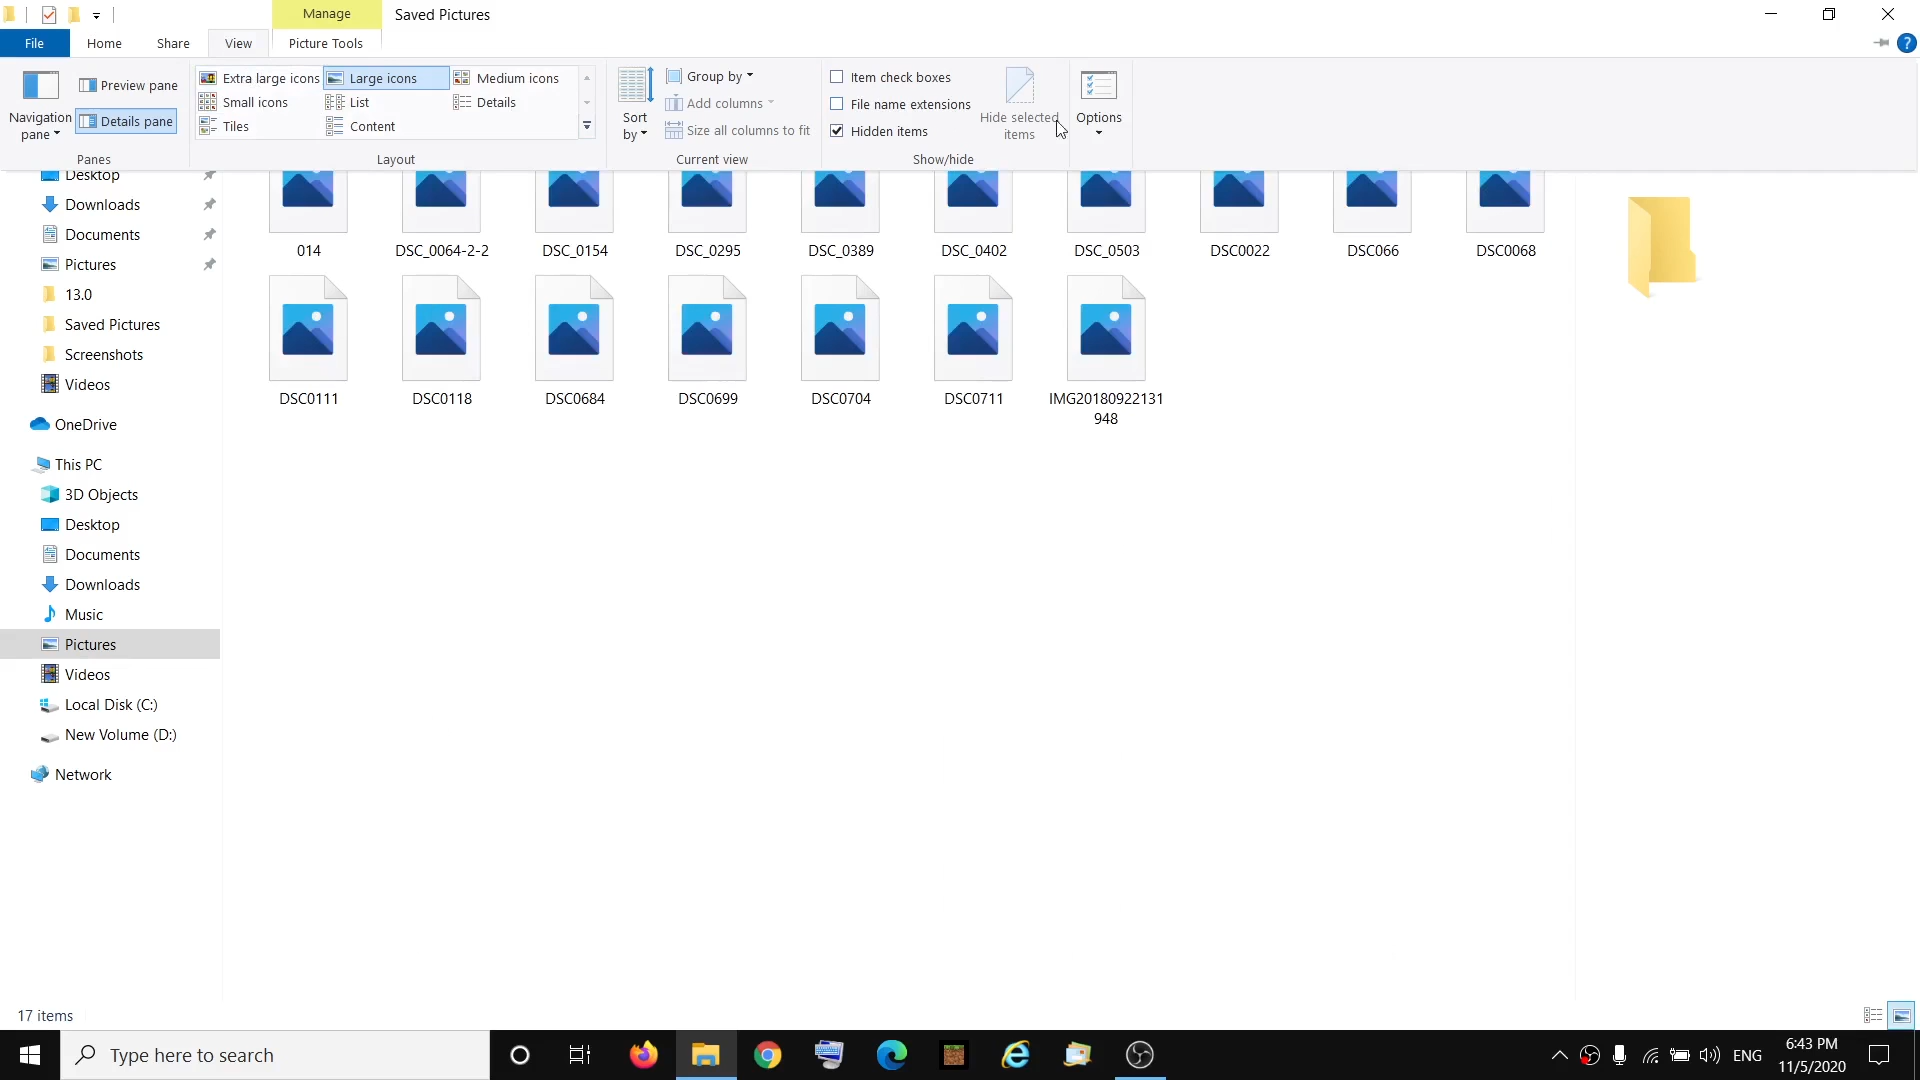 Manage
Saved Pictures
File
Home
Share
View
Picture Tools
?
Navigation
pane
Preview pane
Details pane
Panes
Extra large icons
Large icons
Medium icons
Small icons
List
Details
Tiles
Content
Layout
Sort
by
Group by
Add columns
Size all columns to fit
Current view
Item check boxes
File name extensions
Hidden items
Hide selected
items
Show/hide
Options
Desktop
Downloads
Documents
Pictures
13.0
Saved Pictures
Screenshots
Videos
OneDrive
This PC
3D Objects
Desktop
Documents
Downloads
Music
Pictures
Videos
Local Disk (C:)
New Volume (D:)
Network
014
DSC_0064-2-2
DSC_0154
DSC_0295
DSC_0389
DSC_0402
DSC_0503
DSC0022
DSC066
DSC0068
DSC0111
DSC0118
DSC0684
DSC0699
DSC0704
DSC0711
IMG20180922131
948
17 items
Type here to search
ENG
6:43 PM
11/5/2020